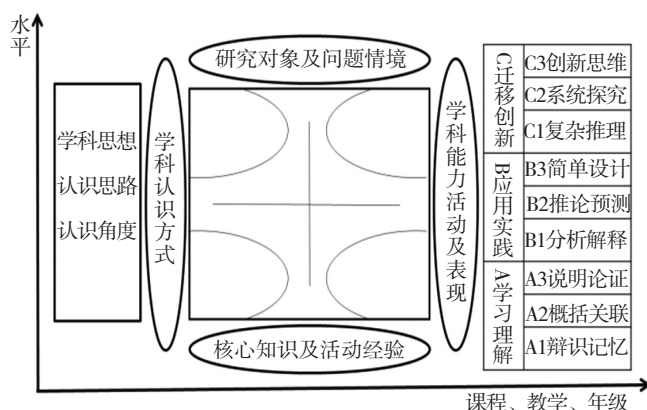 水平
研究对象及问题情境
学科思想
认识思路
认识角度
学科认识方式
学科能力活动及表现
核心知识及活动经验
C迁移创新
C3创新思维
C2系统探究
C1复杂推理
B应用实践
B3简单设计
B2推论预测
B1分析解释
A学习理解
A3说明论证
A2概括关联
A1辩识记忆
课程、教学、年级